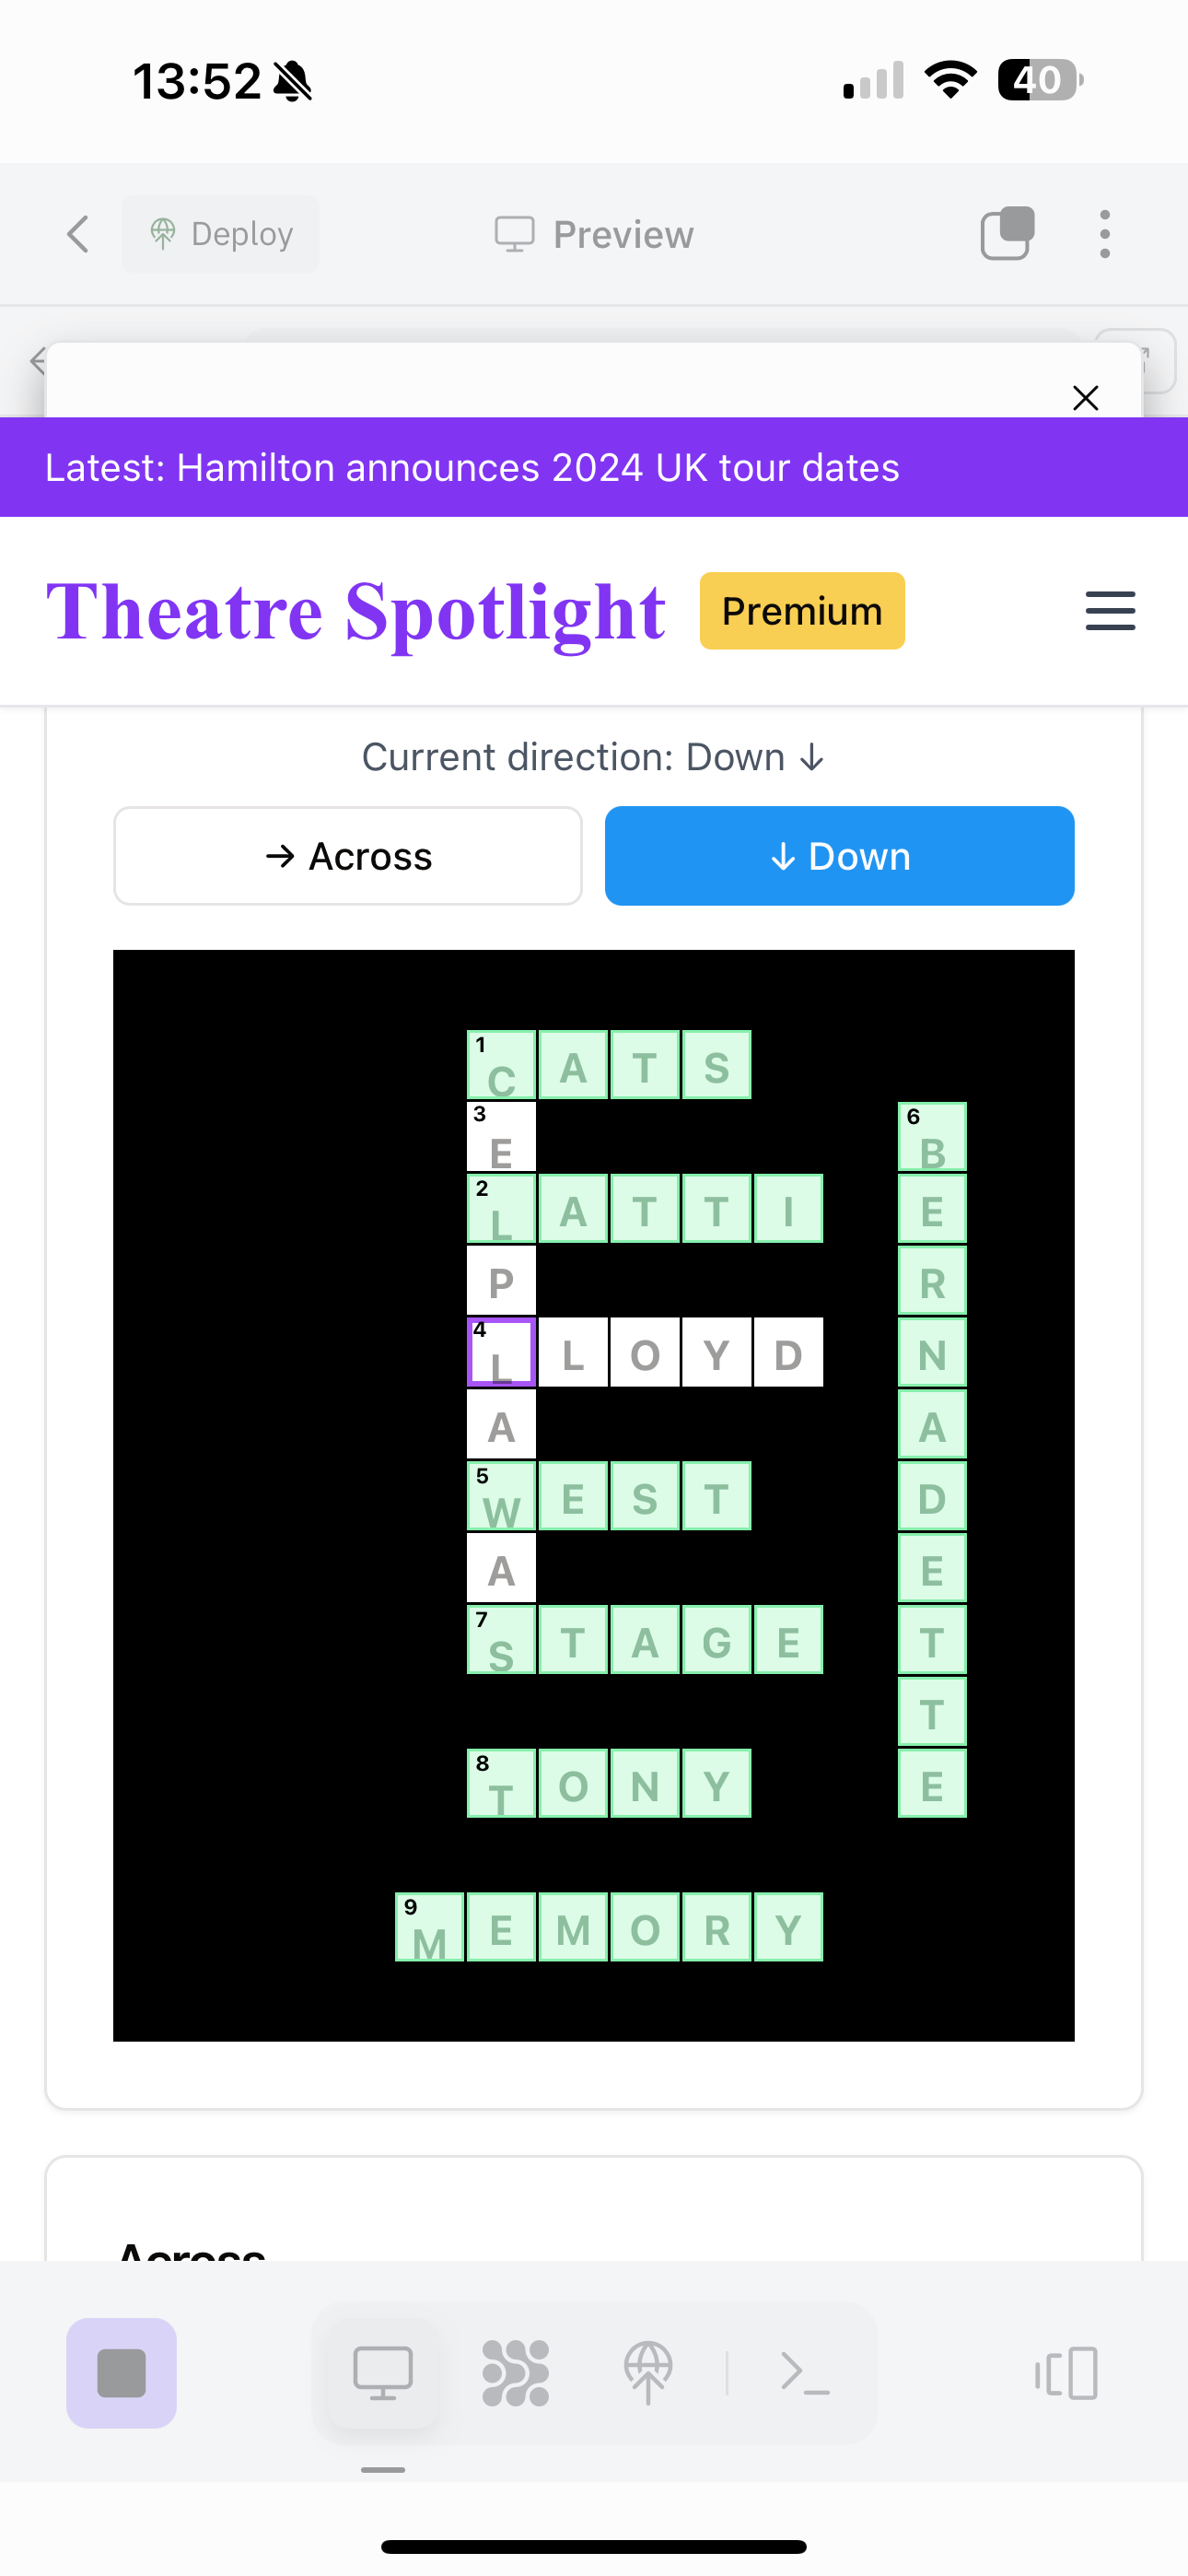 13:52
40
Deploy
Preview
Latest: Hamilton announces 2024 UK tour dates
Theatre Spotlight
Premium
Current direction: Down ↓
→ Across
↓ Down
1 C A T S
3 E
6 B
2 L A T T I
E
P
R
4 L L O Y D
N
A
A
5 W E S T
D
A
E
7 S T A G E
T
T
8 T O N Y
E
9 M E M O R Y
Across